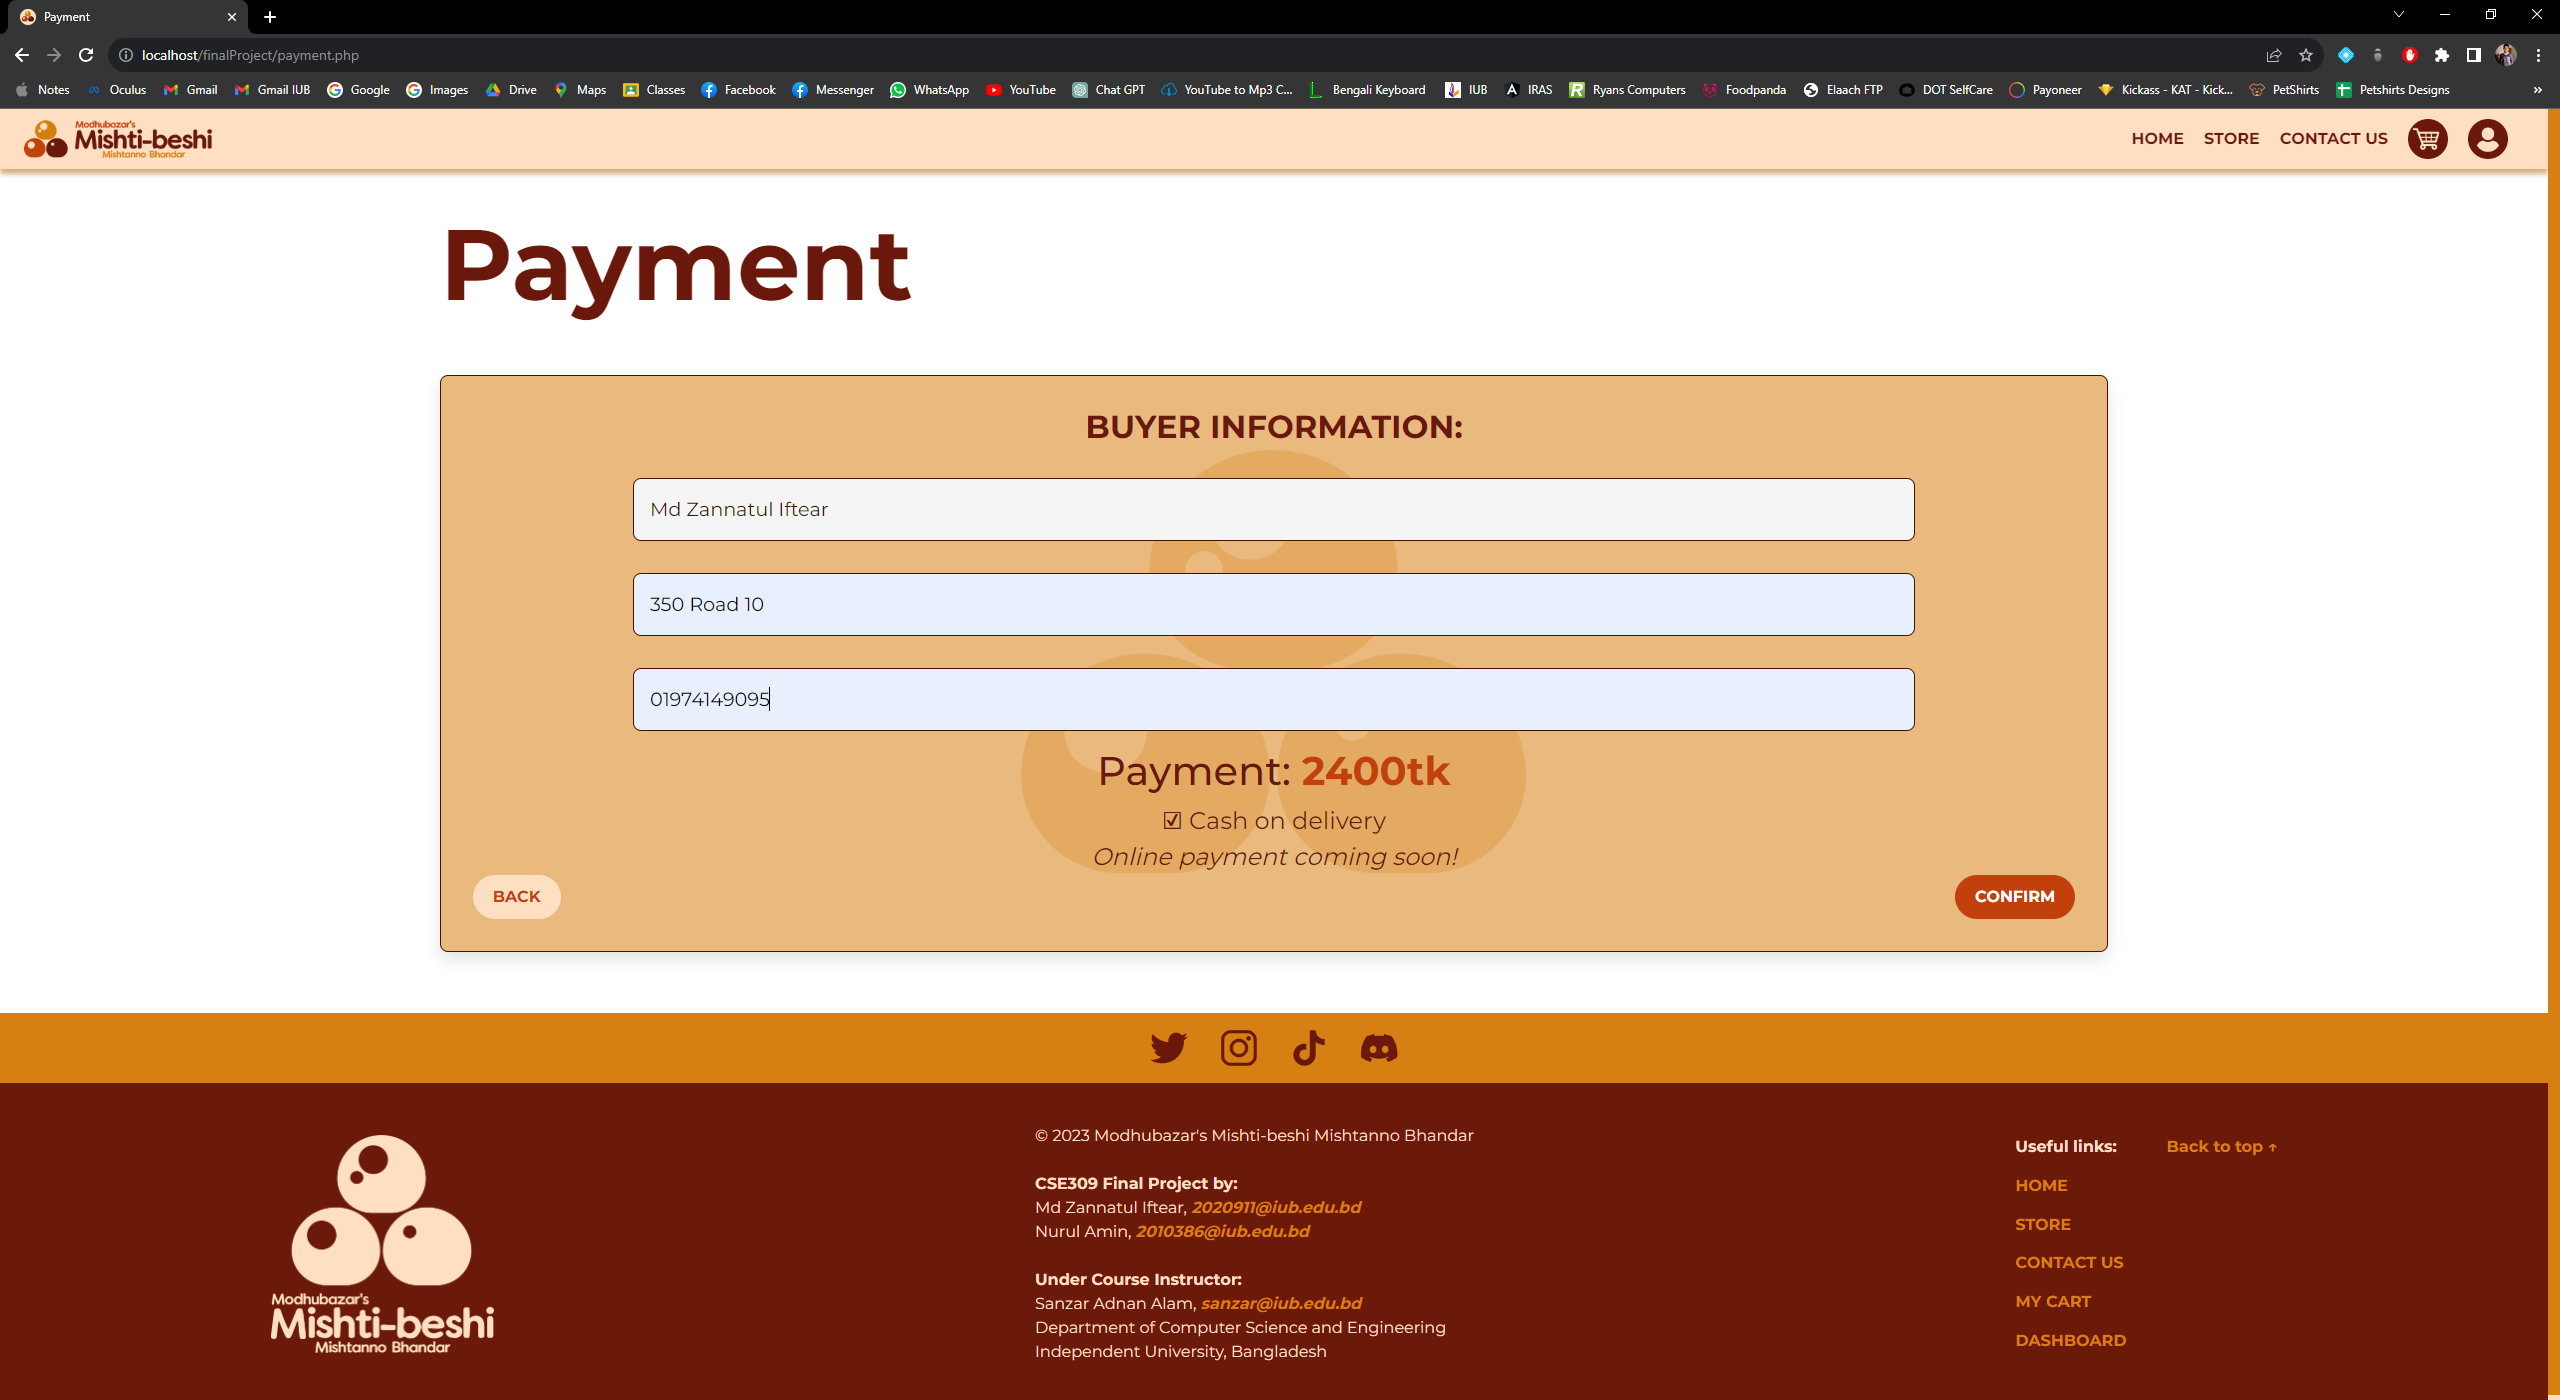 Payment
localhost/finalProject/payment.php
Notes Oculus Gmail Gmail IUB Google Images Drive Maps Classes Facebook Messenger WhatsApp YouTube Chat GPT YouTube to Mp3 C... Bengali Keyboard IUB IRAS Ryans Computers Foodpanda Elaach FTP DOT SelfCare Payoneer Kickass - KAT - Kick... PetShirts Petshirts Designs »
Modhubazar's
Mishti-beshi
Mishtanno Bhandar
HOME STORE CONTACT US
Payment
BUYER INFORMATION:
Md Zannatul Iftear
350 Road 10
01974149095
Payment: 2400tk
☑ Cash on delivery
Online payment coming soon!
BACK CONFIRM
Modhubazar's
Mishti-beshi
Mishtanno Bhandar
© 2023 Modhubazar's Mishti-beshi Mishtanno Bhandar
CSE309 Final Project by:
Md Zannatul Iftear, 2020911@iub.edu.bd
Nurul Amin, 2010386@iub.edu.bd
Under Course Instructor:
Sanzar Adnan Alam, sanzar@iub.edu.bd
Department of Computer Science and Engineering
Independent University, Bangladesh
Useful links: Back to top ↑
HOME
STORE
CONTACT US
MY CART
DASHBOARD